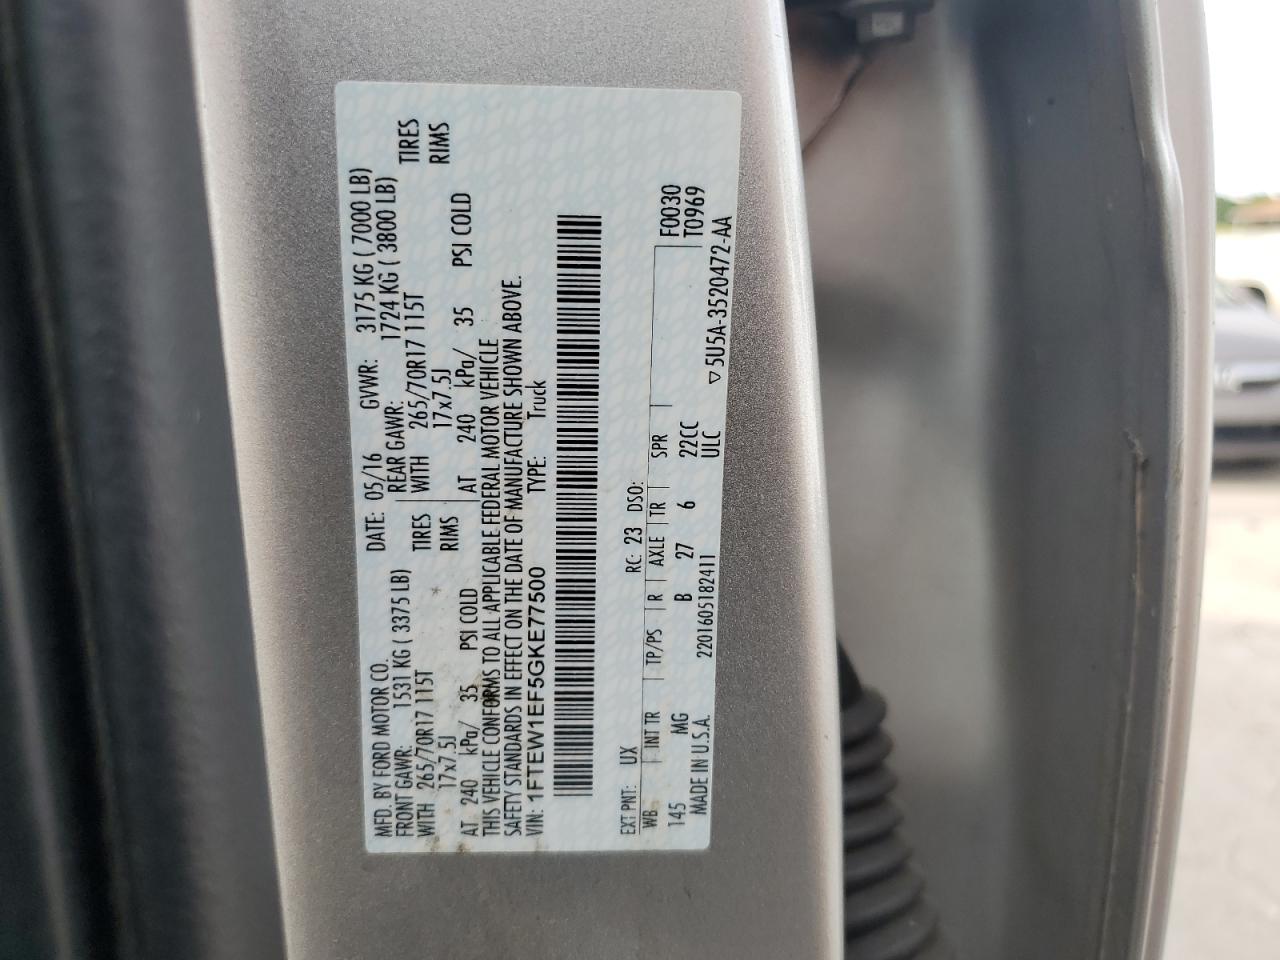 MFD. BY FORD MOTOR CO. DATE: 05/16 GVWR: 3175 KG ( 7000 LB)
FRONT GAWR: 1531 KG ( 3375 LB) REAR GAWR: 1724 KG ( 3800 LB)
WITH 265/70R17 115T TIRES WITH 265/70R17 115T TIRES
17x7.5J RIMS 17x7.5J RIMS
AT 240 kPa/ 35 PSI COLD AT 240 kPa/ 35 PSI COLD
THIS VEHICLE CONFORMS TO ALL APPLICABLE FEDERAL MOTOR VEHICLE
SAFETY STANDARDS IN EFFECT ON THE DATE OF MANUFACTURE SHOWN ABOVE.
VIN: 1FTEW1EF5GKE77500 TYPE: Truck
EXT PNT: UX RC: 23 DSO:
WB INT TR TP/PS R AXLE TR SPR F0030
145 MG B 27 6 22CC T0969
MADE IN U.S.A. 2201605182411 ULC ▽5U5A-3520472-AA